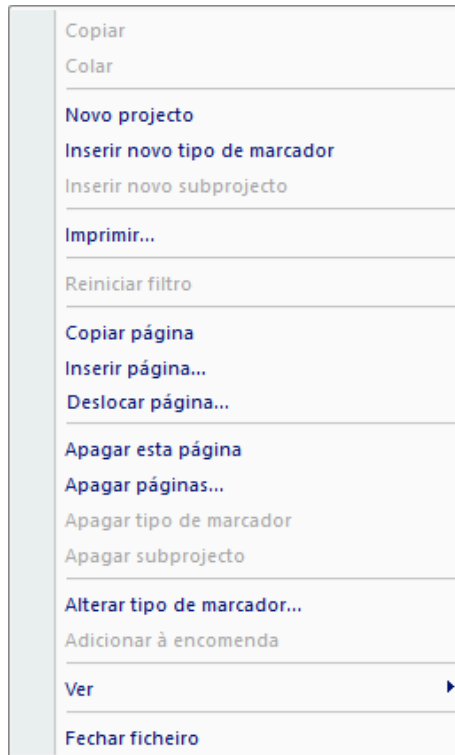 Copiar
Colar
Novo projecto
Inserir novo tipo de marcador
Inserir novo subprojecto
Imprimir...
Reiniciar filtro
Copiar página
Inserir página...
Deslocar página...
Apagar esta página
Apagar páginas...
Apagar tipo de marcador
Apagar subprojecto
Alterar tipo de marcador...
Adicionar à encomenda
Ver
Fechar ficheiro